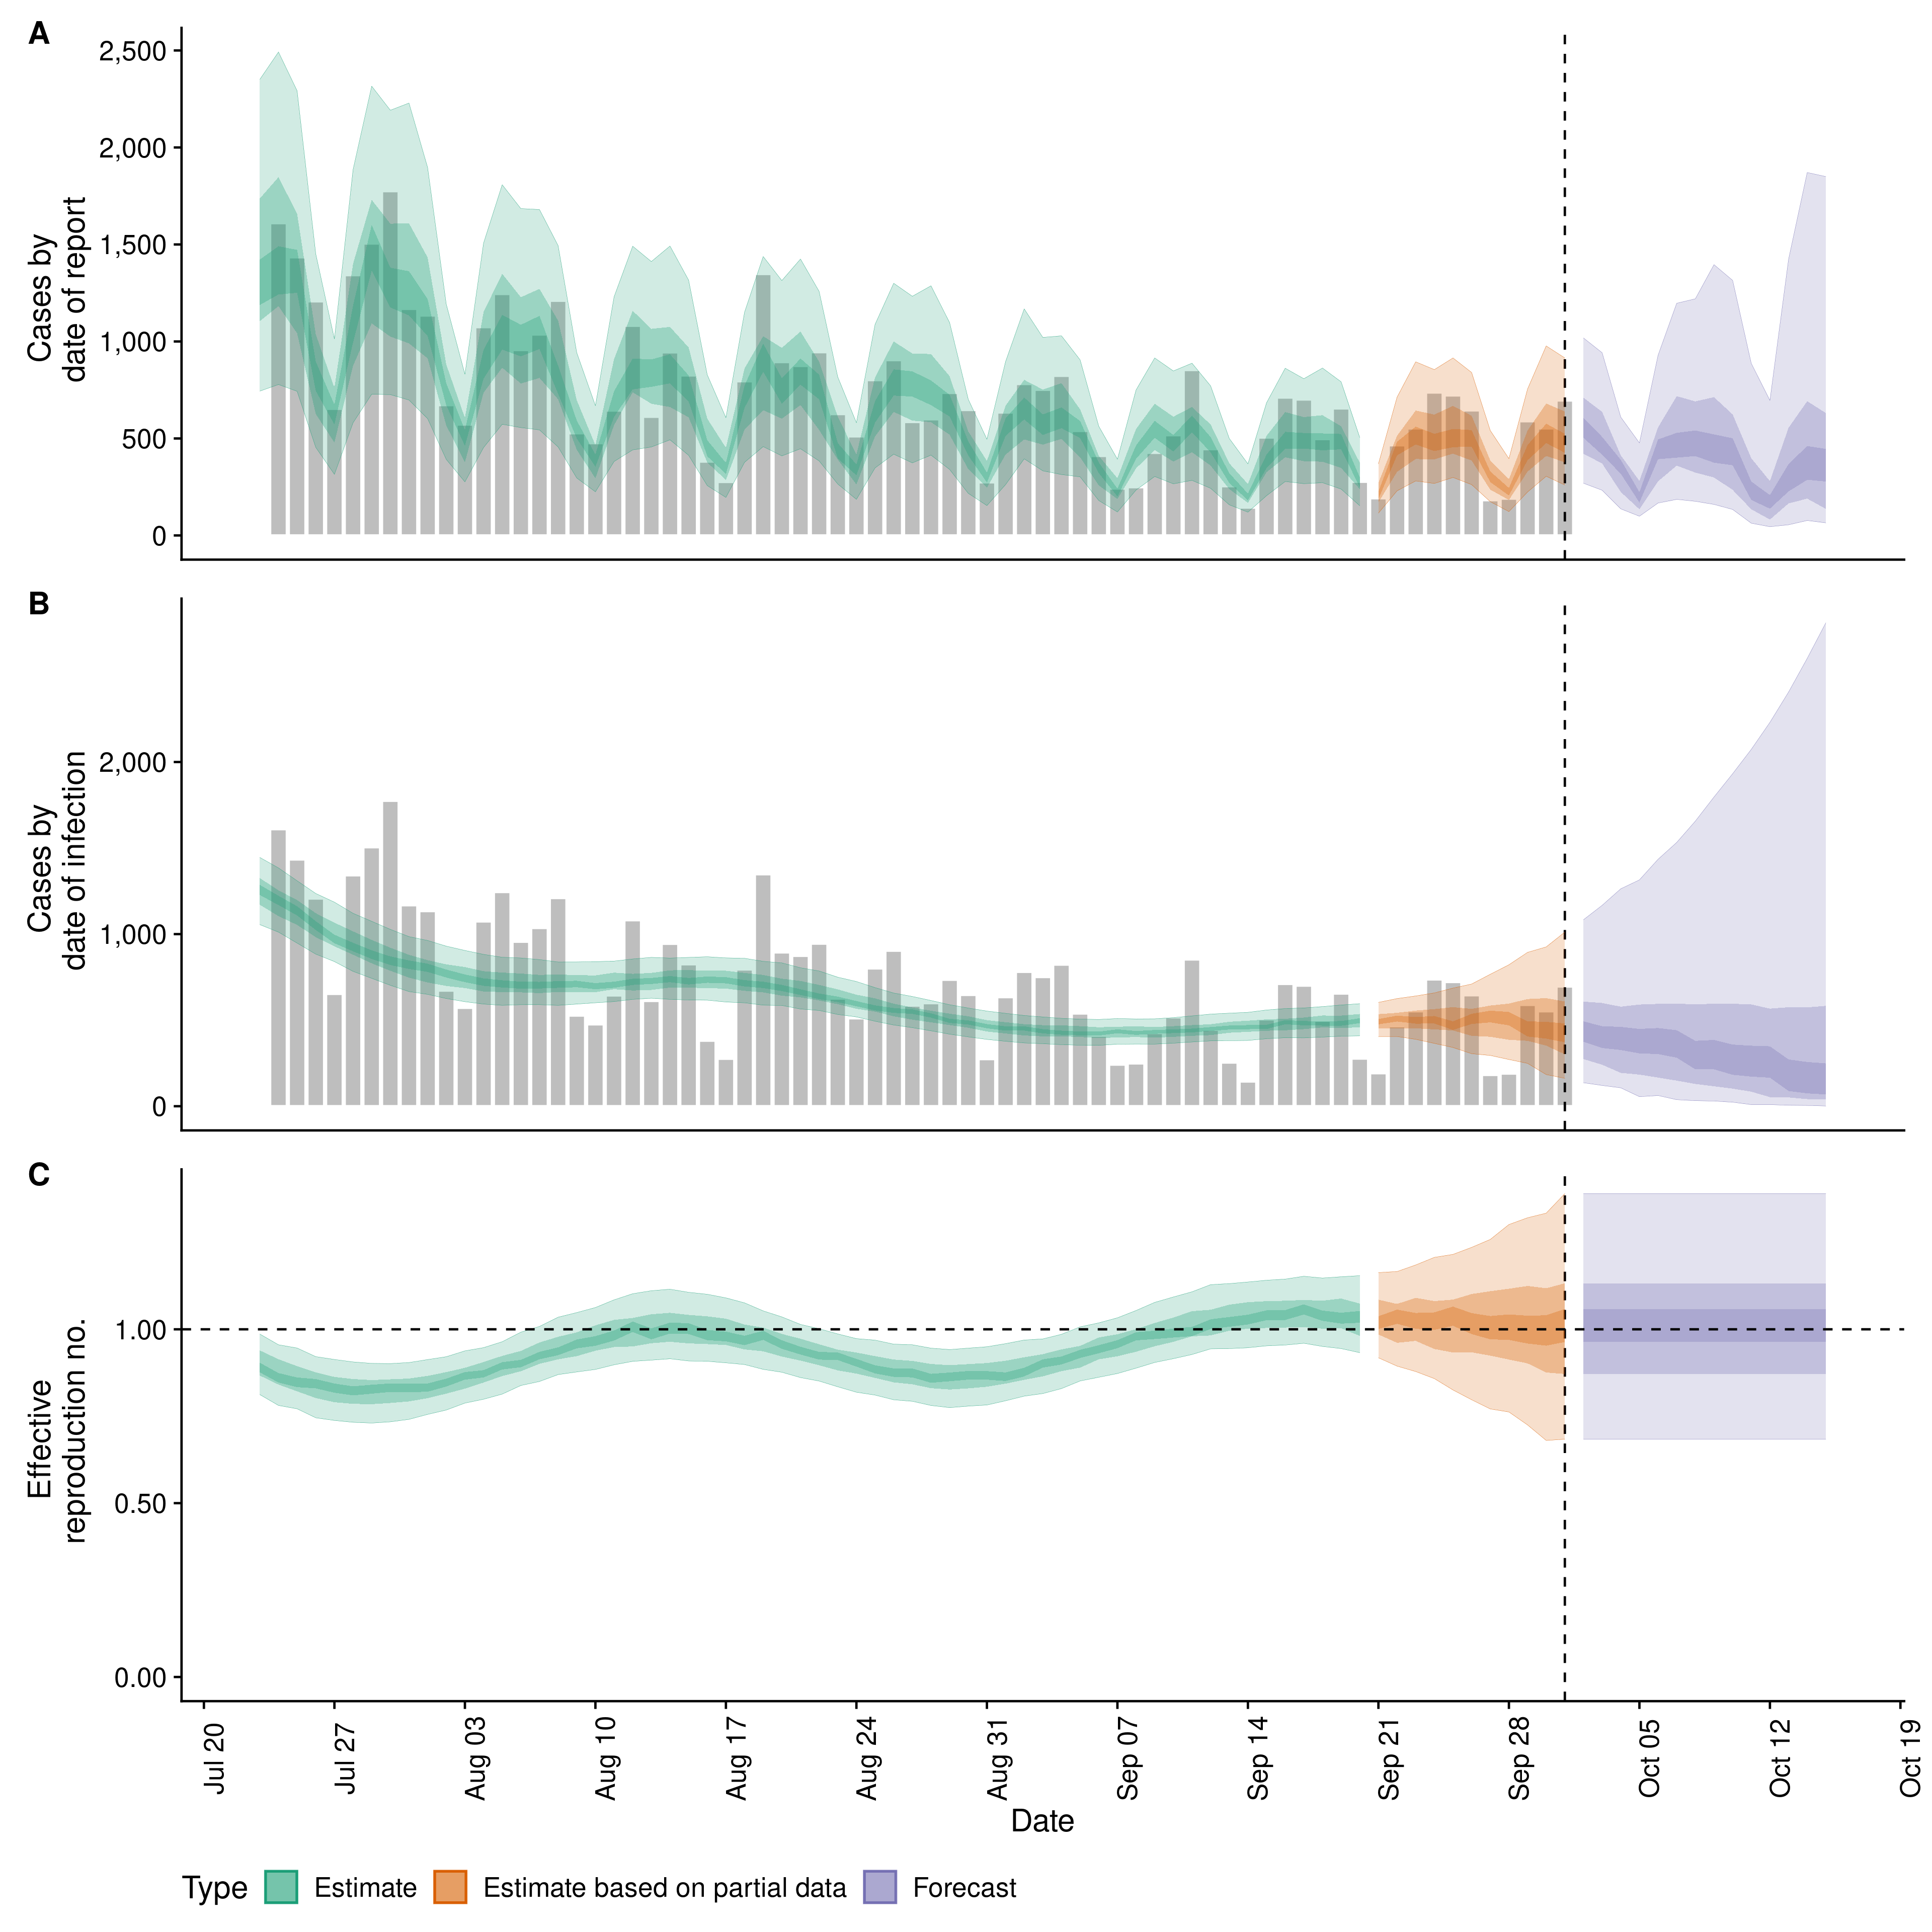 A
2,500
2,000
1,500
1,000
500
0
Cases by
date of report
B
2,000
1,000
0
Cases by
date of infection
C
1.00
0.50
0.00
Effective
reproduction no.
Jul 20
Jul 27
Aug 03
Aug 10
Aug 17
Aug 24
Aug 31
Sep 07
Sep 14
Sep 21
Sep 28
Oct 05
Oct 12
Oct 19
Date
Type Estimate Estimate based on partial data Forecast